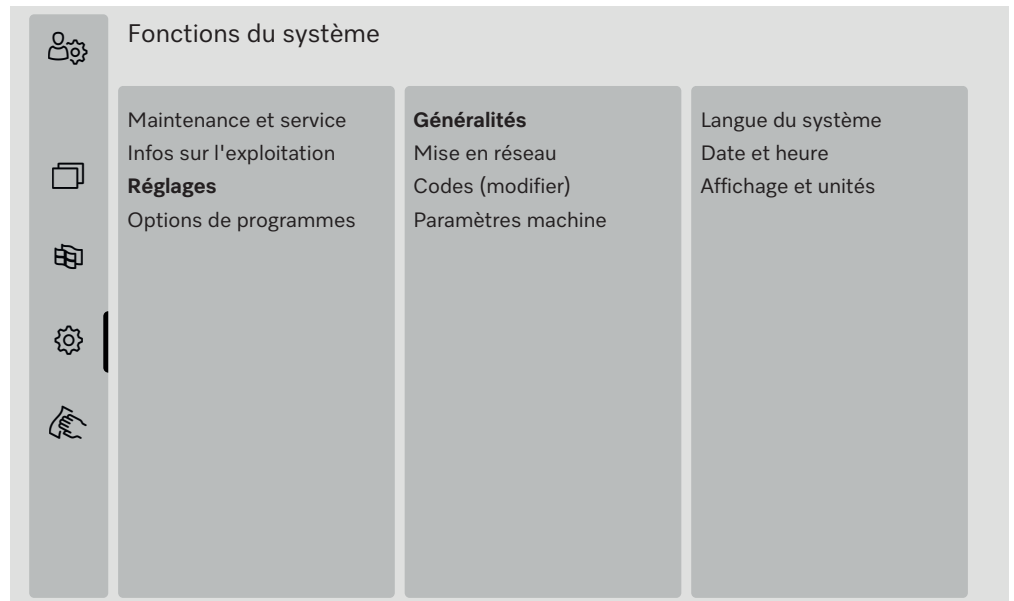 Fonctions du système
Maintenance et service
Infos sur l'exploitation
Réglages
Options de programmes
Généralités
Mise en réseau
Codes (modifier)
Paramètres machine
Langue du système
Date et heure
Affichage et unités